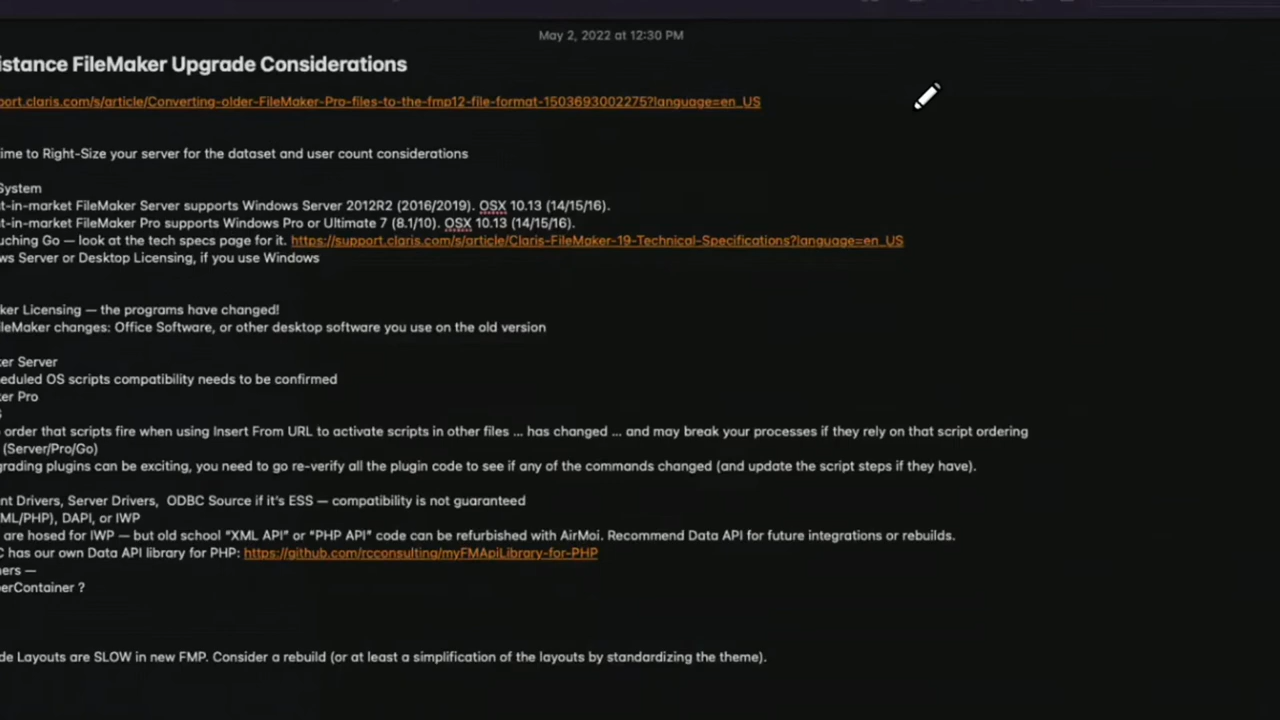 May 2, 2022 at 12:30 PM
istance FileMaker Upgrade Considerations
port.claris.com/s/article/Converting-older-FileMaker-Pro-files-to-the-fmp12-file-format-1503693002275?language=en_US
ime to Right-Size your server for the dataset and user count considerations
System
t-in-market FileMaker Server supports Windows Server 2012R2 (2016/2019). OSX 10.13 (14/15/16).
t-in-market FileMaker Pro supports Windows Pro or Ultimate 7 (8.1/10). OSX 10.13 (14/15/16).
uching Go — look at the tech specs page for it. https://support.claris.com/s/article/Claris-FileMaker-19-Technical-Specifications?language=en_US
ws Server or Desktop Licensing, if you use Windows
ker Licensing — the programs have changed!
ileMaker changes: Office Software, or other desktop software you use on the old version
ker Server
eduled OS scripts compatibility needs to be confirmed
ker Pro
S
order that scripts fire when using Insert From URL to activate scripts in other files ... has changed ... and may break your processes if they rely on that script ordering
(Server/Pro/Go)
grading plugins can be exciting, you need to go re-verify all the plugin code to see if any of the commands changed (and update the script steps if they have).
nt Drivers, Server Drivers, ODBC Source if it's ESS — compatibility is not guaranteed
ML/PHP), DAPI, or IWP
are hosed for IWP — but old school "XML API" or "PHP API" code can be refurbished with AirMoi. Recommend Data API for future integrations or rebuilds.
C has our own Data API library for PHP: https://github.com/rcconsulting/myFMApiLibrary-for-PHP
ners —
perContainer ?
de Layouts are SLOW in new FMP. Consider a rebuild (or at least a simplification of the layouts by standardizing the theme).